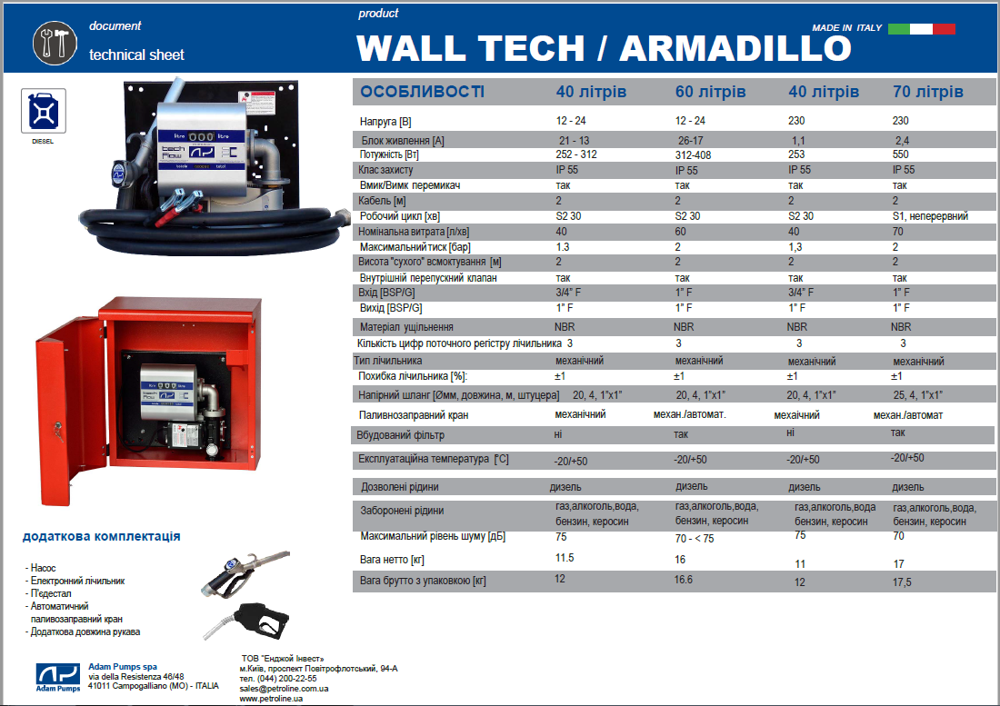 document
technical sheet
product
WALL TECH / ARMADILLO
MADE IN ITALY
DIESEL
litro 000 litro
tech flow AP
totale total
ОСОБЛИВОСТІ 40 літрів 60 літрів 40 літрів 70 літрів
Напруга [В] 12 - 24 12 - 24 230 230
Блок живлення [А] 21 - 13 26-17 1,1 2,4
Потужність [Вт] 252 - 312 312-408 253 550
Клас захисту IP 55 IP 55 IP 55 IP 55
Вмик/Вимк перемикач так так так так
Кабель [м] 2 2 2 2
Робочий цикл [хв] S2 30 S2 30 S2 30 S1, неперервний
Номінальна витрата [л/хв] 40 60 40 70
Максимальний тиск [бар] 1.3 2 1,3 2
Висота "сухого" всмоктування [м] 2 2 2 2
Внутрішній перепускний клапан так так так так
Вхід [BSP/G] 3/4” F 1” F 3/4” F 1” F
Вихід [BSP/G] 1” F 1” F 1” F 1” F
Матеріал ущільнення NBR NBR NBR NBR
Кількість цифр поточного регістру лічильника 3 3 3 3
Тип лічильника механічний механічний механічний механічний
Похибка лічильника [%]: ±1 ±1 ±1 ±1
Напірний шланг [Øмм, довжина, м, штуцера] 20, 4, 1”x1” 20, 4, 1”x1” 20, 4, 1”x1” 25, 4, 1”x1”
Паливнозаправний кран механічний механ./автомат. меxаічний механ./автомат
Вбудований фільтр ні так ні так
Експлуатаційна температура [°C] -20/+50 -20/+50 -20/+50 -20/+50
Дозволені рідини дизель дизель дизель дизель
Заборонені рідини газ,алкоголь,вода, газ,алкоголь,вода, газ,алкоголь,вода газ,алкоголь,вода,
бензин, керосин бензин, керосин бензин, керосин бензин, керосин
Максимальний рівень шуму [дБ] 75 70 - < 75 75 70
Вага нетто [кг] 11.5 16 11 17
Вага брутто з упаковкою [кг] 12 16.6 12 17,5
додаткова комплектація
- Насос
- Електронний лічильник
- П'єдестал
- Автоматичний
паливозаправний кран
- Додаткова довжина рукава
Adam Pumps
Adam Pumps spa
via della Resistenza 46/48
41011 Campogalliano (MO) - ITALIA
ТОВ "Енджой Інвест»
м.Київ, проспект Повітрофлотський, 94-А
тел. (044) 200-22-55
sales@petroline.com.ua
www.petroline.ua